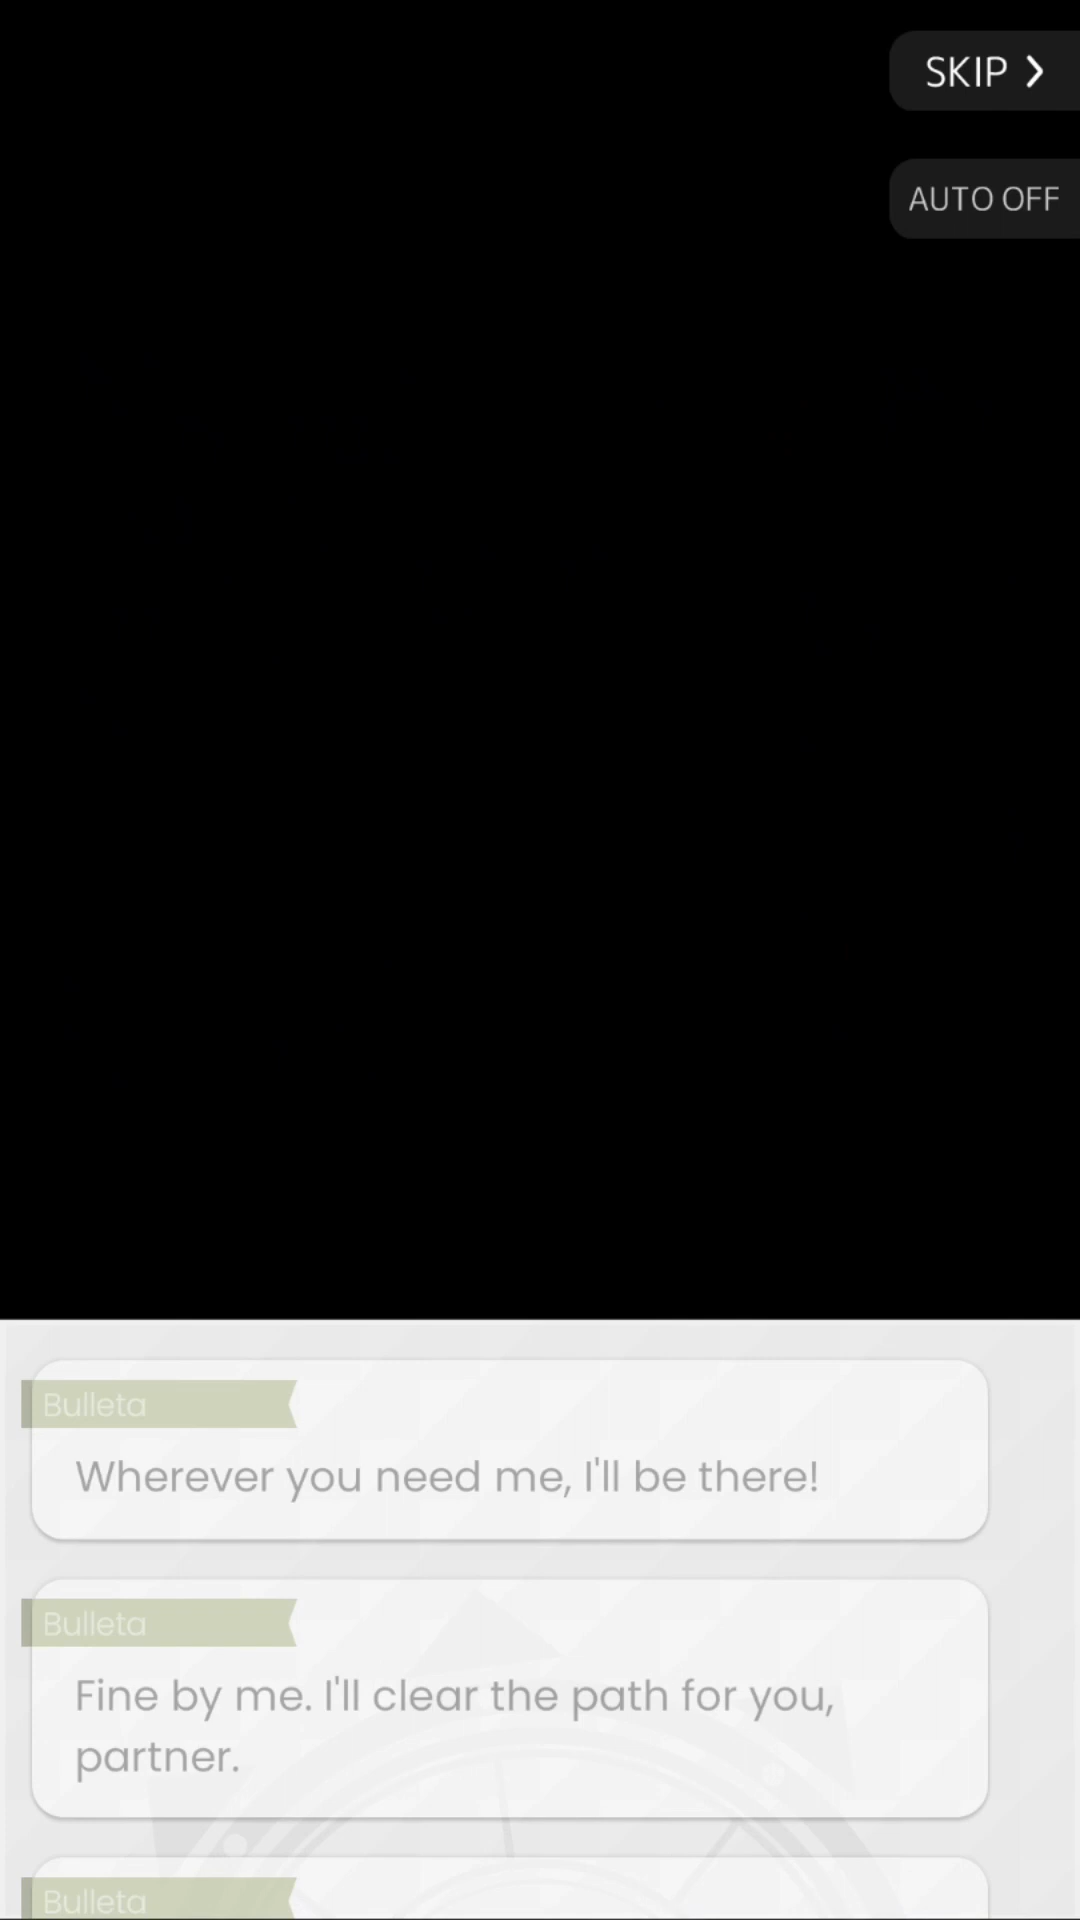 SKIP
AUTO OFF
Bulleta
Wherever you need me, I'll be there!
Bulleta
Fine by me. I'll clear the path for you,
partner.
Bulleta